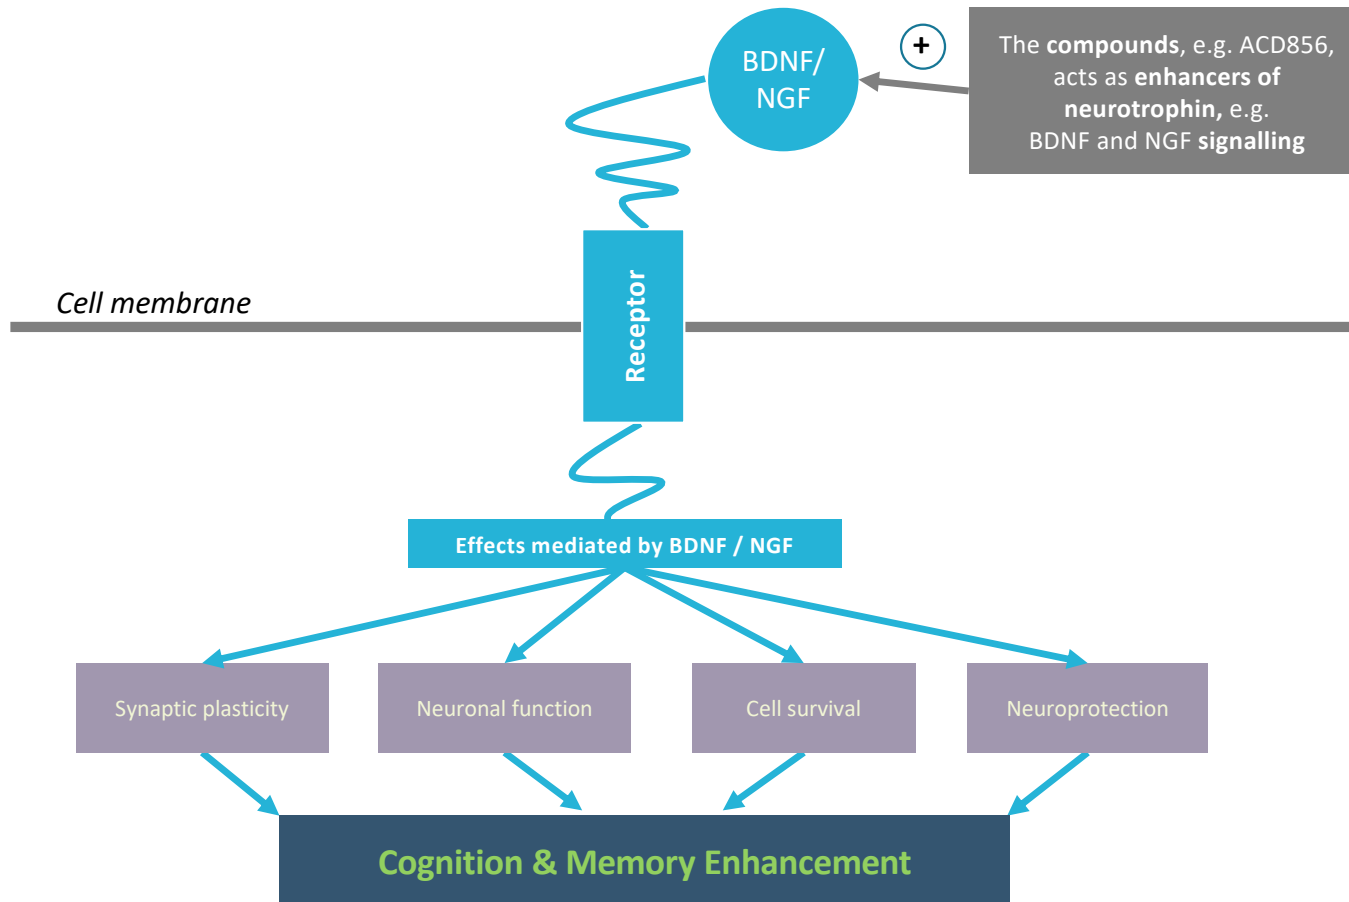 BDNF/
NGF
+
The compounds, e.g. ACD856,
acts as enhancers of
neurotrophin, e.g.
BDNF and NGF signalling
Cell membrane
Receptor
Effects mediated by BDNF / NGF
Synaptic plasticity
Neuronal function
Cell survival
Neuroprotection
Cognition & Memory Enhancement